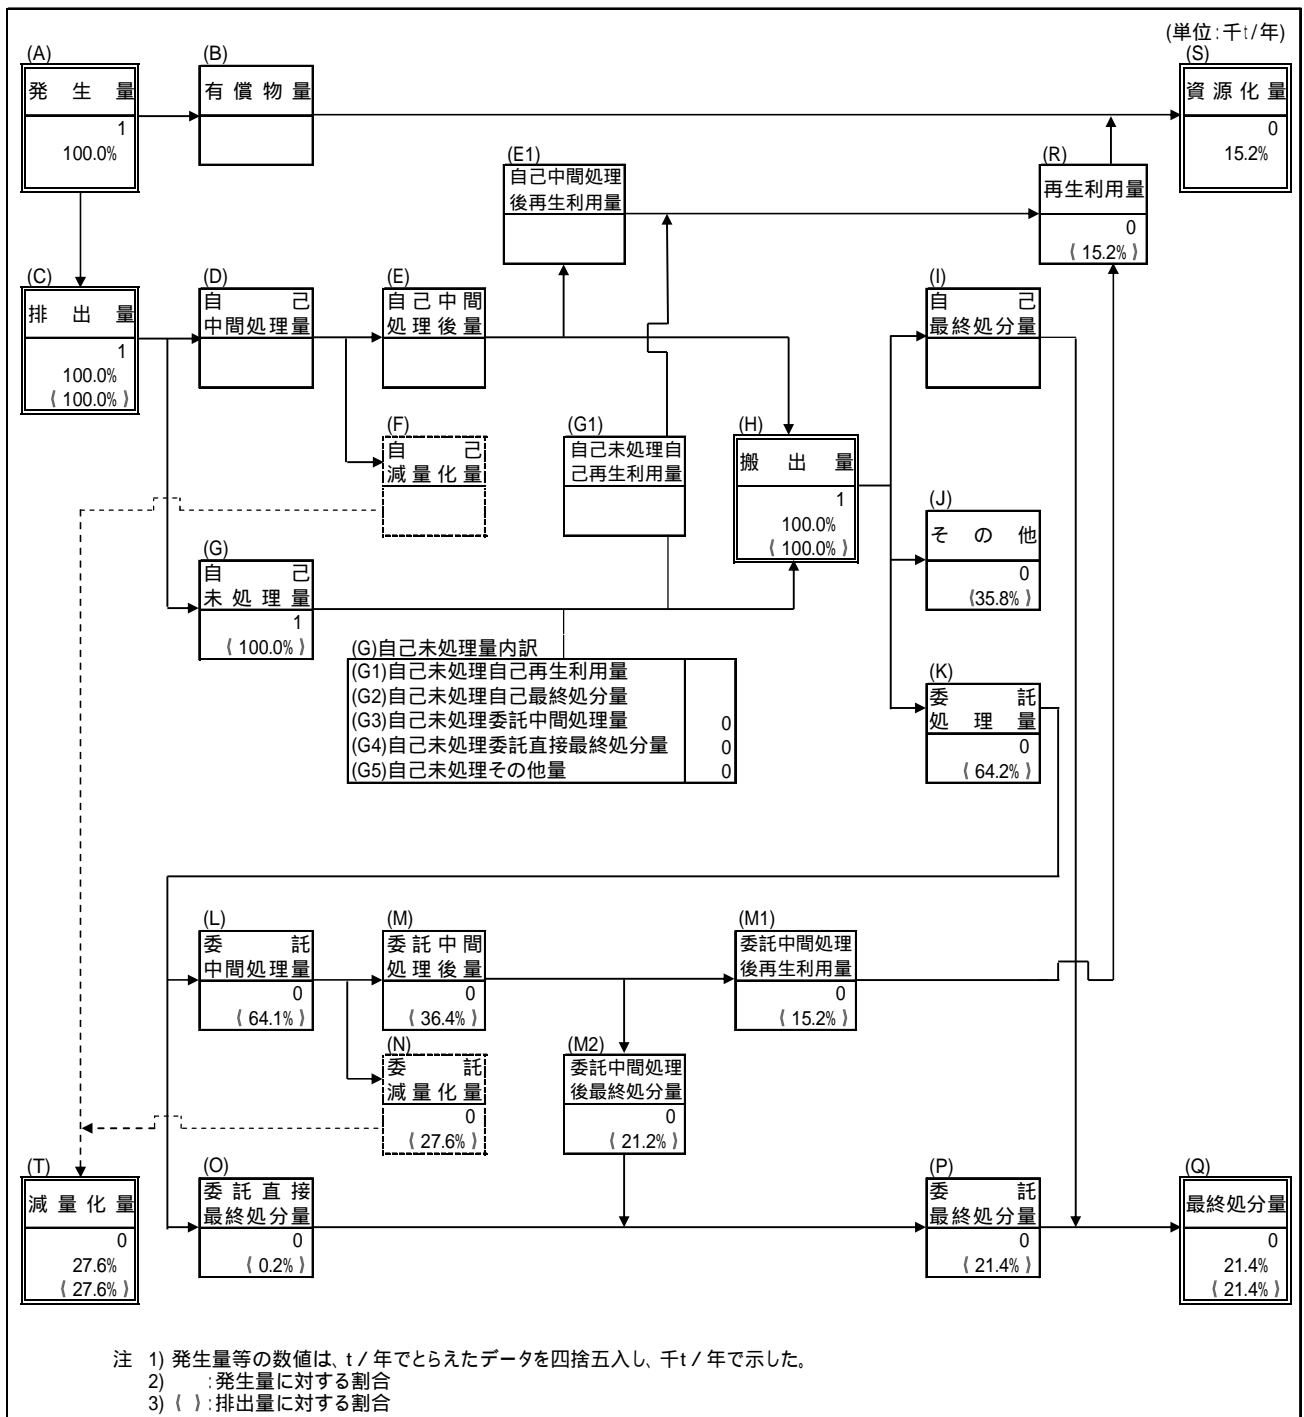 (単位:千t/年)
(A)
発生量
1
100.0%
(B)
有償物量
(S)
資源化量
0
15.2%
(E1)
自己中間処理
後再生利用量
(R)
再生利用量
0
( 15.2% )
(C)
排出量
1
100.0%
( 100.0% )
(D)
自己
中間処理量
(E)
自己中間
処理後量
(I)
自己
最終処分量
(F)
自己
減量化量
(G1)
自己未処理自
己再生利用量
(H)
搬出量
1
100.0%
( 100.0% )
(J)
その他
0
(35.8% )
(G)
自己
未処理量
1
( 100.0% )
(G)自己未処理量内訳
(G1)自己未処理自己再生利用量
(G2)自己未処理自己最終処分量
(G3)自己未処理委託中間処理量 0
(G4)自己未処理委託直接最終処分量 0
(G5)自己未処理その他量 0
(K)
委託
処理量
0
( 64.2% )
(L)
委託
中間処理量
0
( 64.1% )
(M)
委託中間
処理後量
0
( 36.4% )
(M1)
委託中間処理
後再生利用量
0
( 15.2% )
(N)
委託
減量化量
0
( 27.6% )
(M2)
委託中間処理
後最終処分量
0
( 21.2% )
(T)
減量化量
0
27.6%
( 27.6% )
(O)
委託直接
最終処分量
0
( 0.2% )
(P)
委託
最終処分量
0
( 21.4% )
(Q)
最終処分量
0
21.4%
( 21.4% )
注 1) 発生量等の数値は、t/年でとらえたデータを四捨五入し、千t/年で示した。
2) :発生量に対する割合
3) ( ):排出量に対する割合